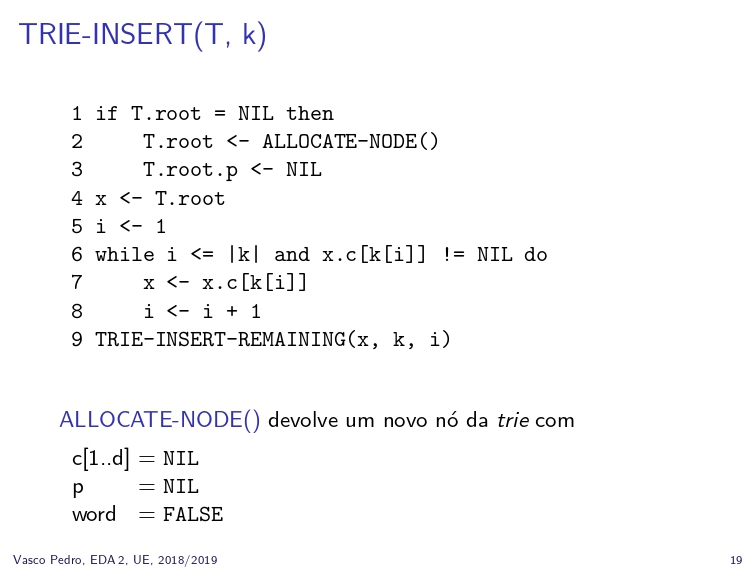 TRIE-INSERT(T, k)
1 if T.root = NIL then
2     T.root <- ALLOCATE-NODE()
3     T.root.p <- NIL
4 x <- T.root
5 i <- 1
6 while i <= |k| and x.c[k[i]] != NIL do
7     x <- x.c[k[i]]
8     i <- i + 1
9 TRIE-INSERT-REMAINING(x, k, i)
ALLOCATE-NODE() devolve um novo nó da trie com
c[1..d] = NIL
p = NIL
word = FALSE
Vasco Pedro, EDA 2, UE, 2018/2019 19